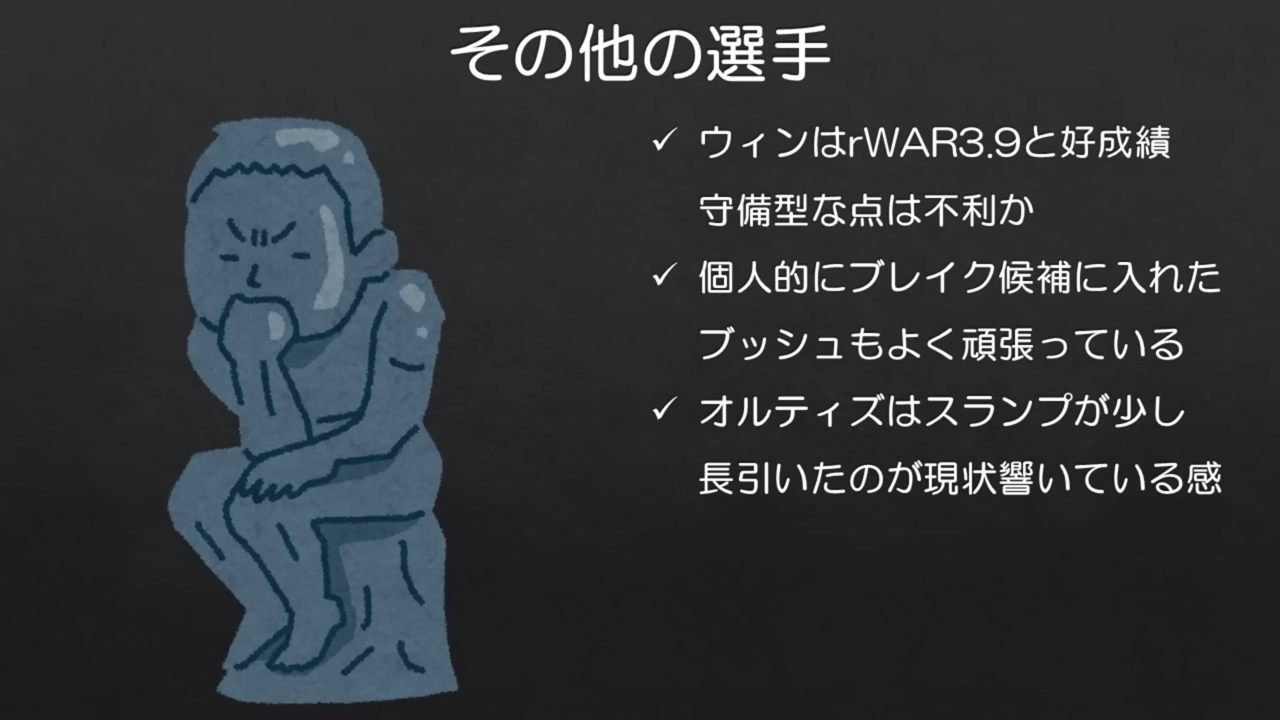 その他の選手
✓ ウィンはrWAR3.9と好成績
守備型な点は不利か
✓ 個人的にブレイク候補に入れた
ブッシュもよく頑張っている
✓ オルティズはスランプが少し
長引いたのが現状響いている感